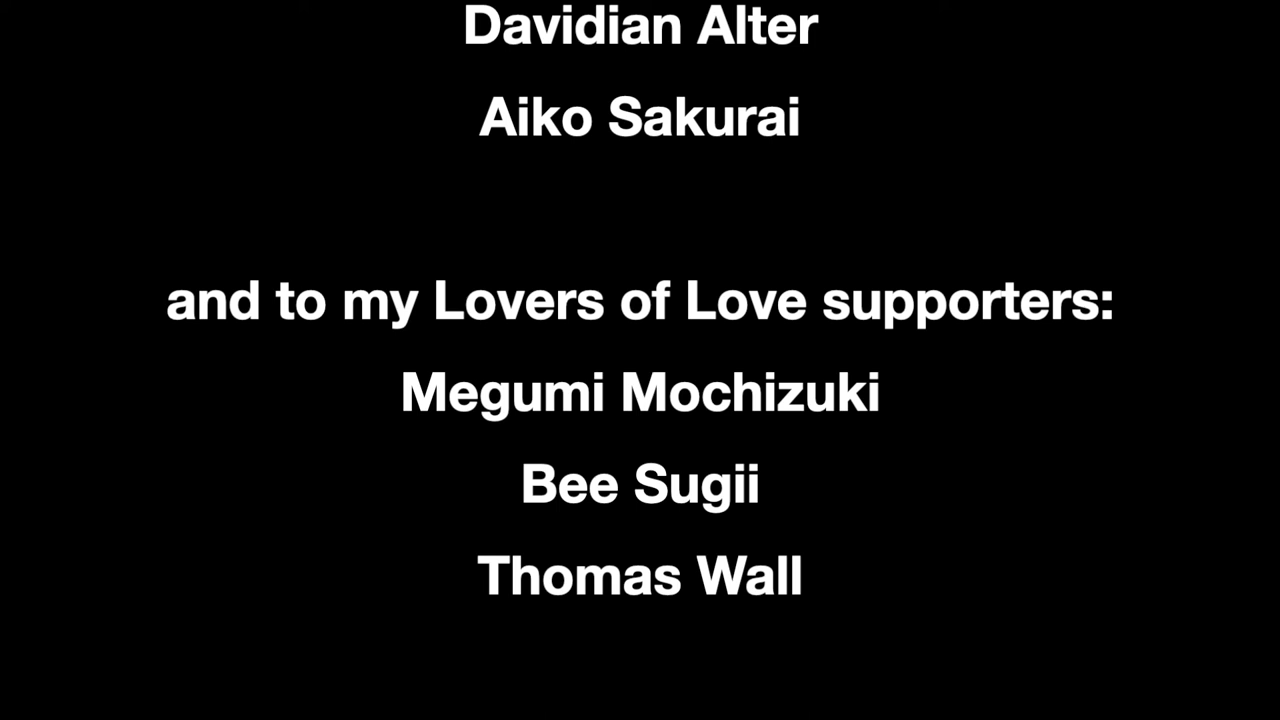 Davidian Alter
Aiko Sakurai
and to my Lovers of Love supporters:
Megumi Mochizuki
Bee Sugii
Thomas Wall